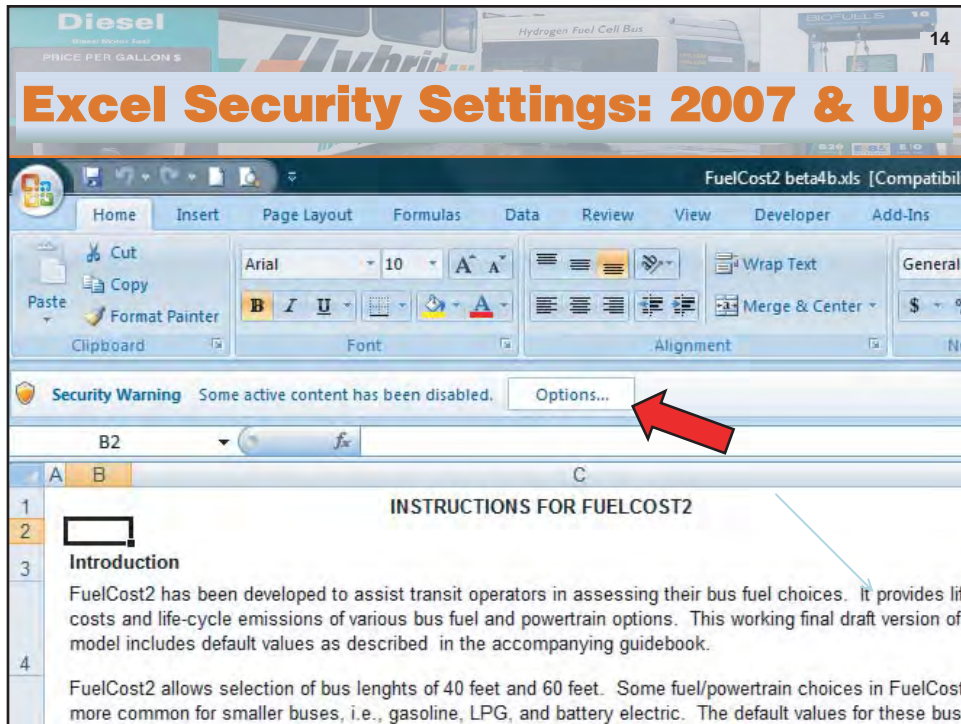 Diesel
PRICE PER GALLON $
Hybrid
Hydrogen Fuel Cell Bus
BIOFULLS 10
14
Excel Security Settings: 2007 & Up
B20 E-85 E-10
FuelCost2 beta4b.xls [Compatibil
Home Insert Page Layout Formulas Data Review View Developer Add-Ins
Cut
Copy
Format Painter
Paste
Clipboard
Arial 10 A A
B I U A
Font
Wrap Text
Merge & Center
Alignment
General
$ %
N
Security Warning Some active content has been disabled. Options...
B2 fx
A B C
1 INSTRUCTIONS FOR FUELCOST2
2
3 Introduction
FuelCost2 has been developed to assist transit operators in assessing their bus fuel choices. It provides lif
costs and life-cycle emissions of various bus fuel and powertrain options. This working final draft version of
model includes default values as described in the accompanying guidebook.
4
FuelCost2 allows selection of bus lenghts of 40 feet and 60 feet. Some fuel/powertrain choices in FuelCost
more common for smaller buses, i.e., gasoline, LPG, and battery electric. The default values for these bus